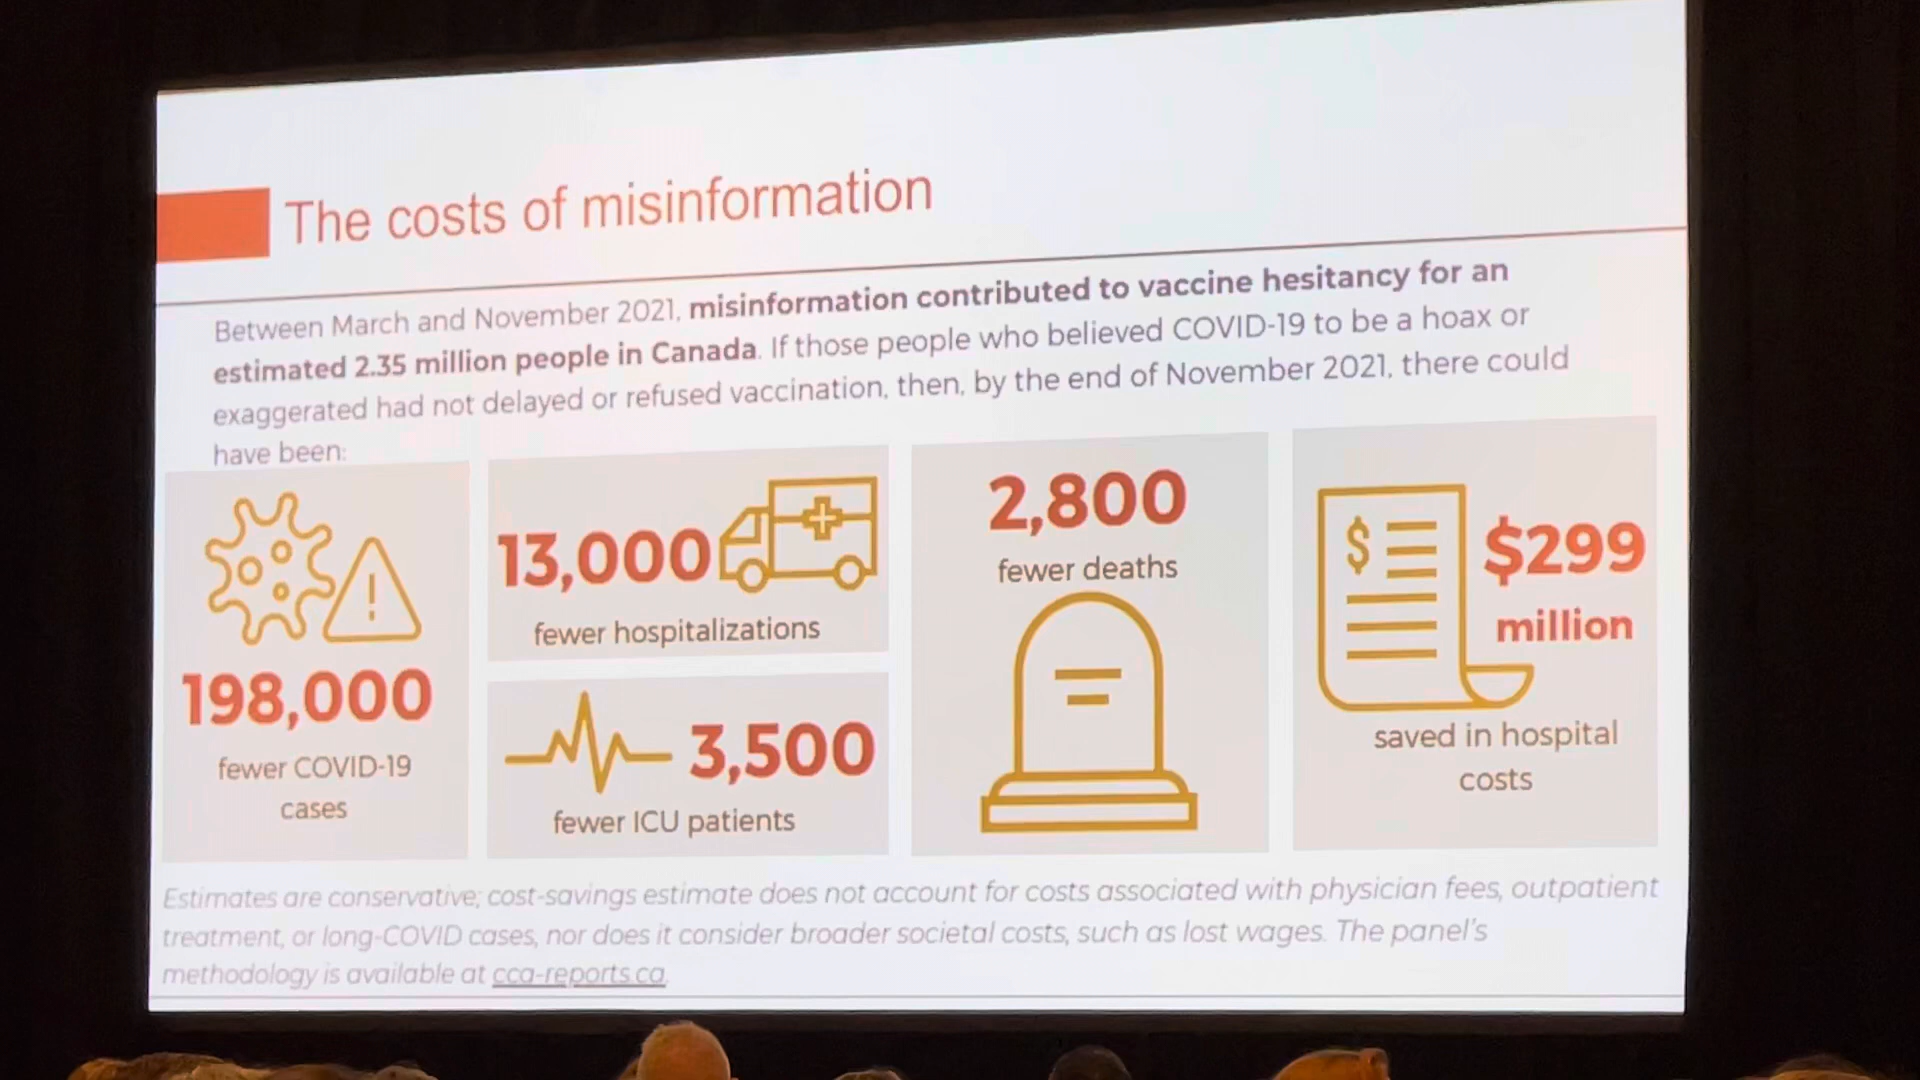 The costs of misinformation
Between March and November 2021, misinformation contributed to vaccine hesitancy for an
estimated 2.35 million people in Canada. If those people who believed COVID-19 to be a hoax or
exaggerated had not delayed or refused vaccination, then, by the end of November 2021, there could
have been:
198,000
fewer COVID-19
cases
13,000
fewer hospitalizations
3,500
fewer ICU patients
2,800
fewer deaths
$
$299
million
saved in hospital
costs
Estimates are conservative; cost-savings estimate does not account for costs associated with physician fees, outpatient
treatment, or long-COVID cases, nor does it consider broader societal costs, such as lost wages. The panel's
methodology is available at cca-reports.ca.